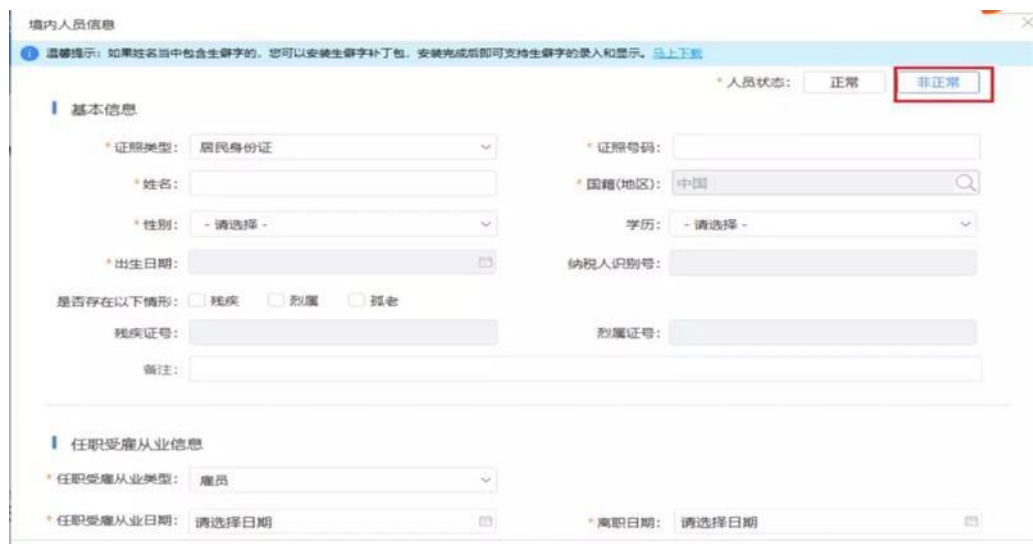 境内人员信息
温馨提示：如果姓名当中包含生僻字的，您可以安装生僻字补丁包，安装完成后即可支持生僻字的录入和显示。马上下载
* 人员状态： 正常 非正常
基本信息
* 证照类型： 居民身份证 * 证照号码：
* 姓名： * 国籍(地区)： 中国
* 性别： - 请选择 - 学历： - 请选择 -
* 出生日期： 纳税人识别号：
是否存在以下情形： 残疾 烈属 孤老
残疾证号： 烈属证号：
备注：
任职受雇从业信息
* 任职受雇从业类型： 雇员
* 任职受雇从业日期： 请选择日期 * 离职日期： 请选择日期